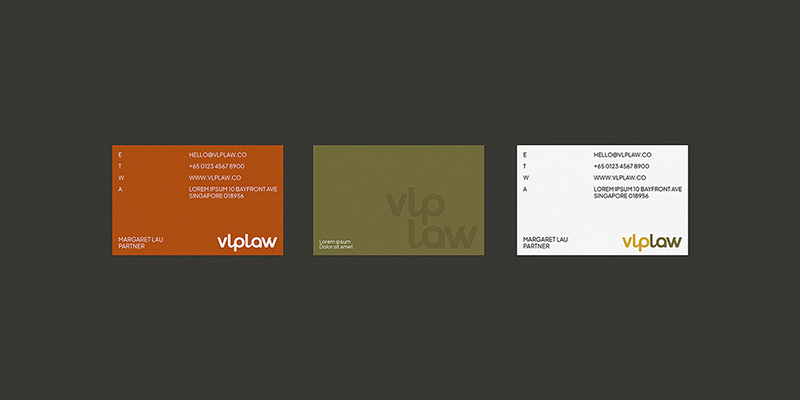 E HELLO@VLPLAW.CO
T +65 0123 4567 8900
W WWW.VLPLAW.CO
A LOREM IPSUM 10 BAYFRONT AVE
SINGAPORE 018956
MARGARET LAU
PARTNER
vlplaw
vlp
law
Lorem ipsum
Dolor sit amet
E HELLO@VLPLAW.CO
T +65 0123 4567 8900
W WWW.VLPLAW.CO
A LOREM IPSUM 10 BAYFRONT AVE
SINGAPORE 018956
MARGARET LAU
PARTNER
vlplaw